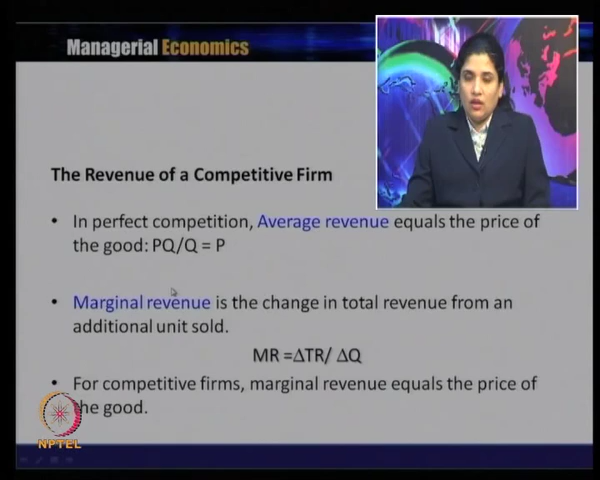 Managerial Economics
The Revenue of a Competitive Firm
• In perfect competition, Average revenue equals the price of
the good: PQ/Q = P
• Marginal revenue is the change in total revenue from an
additional unit sold.
MR =ΔTR/ ΔQ
• For competitive firms, marginal revenue equals the price of
the good.
NPTEL